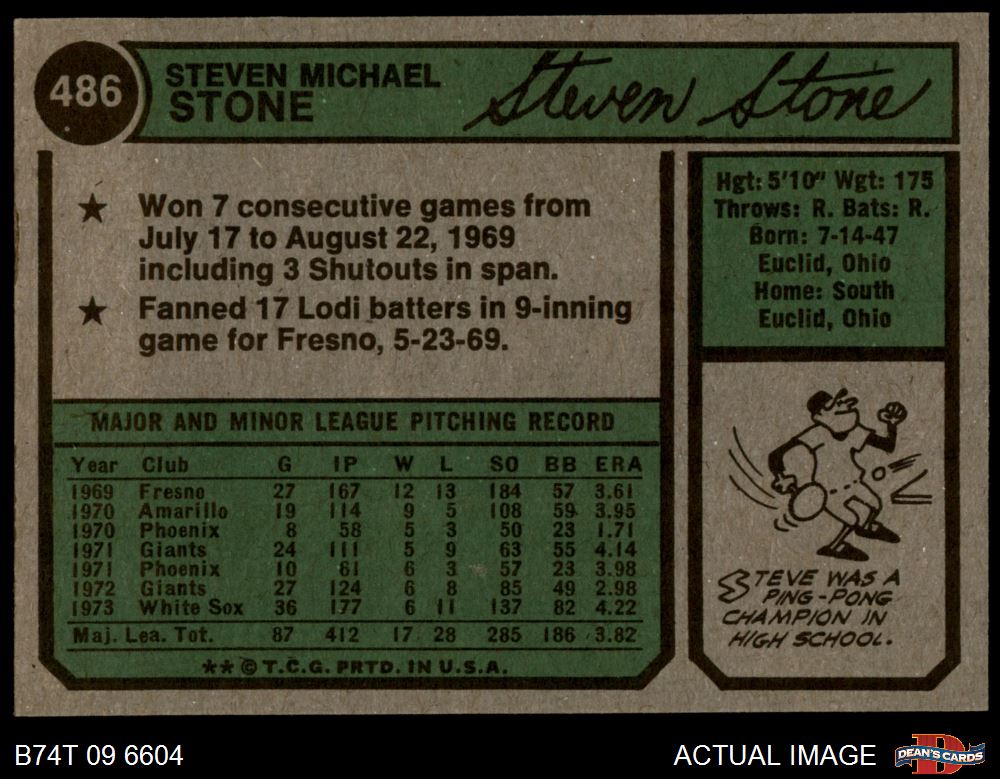 486
STEVEN MICHAEL
STONE
Steven Stone
★ Won 7 consecutive games from
July 17 to August 22, 1969
including 3 Shutouts in span.
★ Fanned 17 Lodi batters in 9-inning
game for Fresno, 5-23-69.
MAJOR AND MINOR LEAGUE PITCHING RECORD
Year Club G IP W L SO BB ERA
1969 Fresno 27 167 12 13 184 57 3.61
1970 Amarillo 19 114 9 5 108 59 3.95
1970 Phoenix 8 58 5 3 50 23 1.71
1971 Giants 24 111 5 9 63 55 4.14
1971 Phoenix 10 61 6 3 57 23 3.98
1972 Giants 27 124 6 8 85 49 2.98
1973 White Sox 36 177 6 11 137 82 4.22
Maj. Lea. Tot. 87 412 17 28 285 186 3.82
** © T.C.G. PRTD. IN U.S.A.
Hgt: 5'10" Wgt: 175
Throws: R. Bats: R.
Born: 7-14-47
Euclid, Ohio
Home: South
Euclid, Ohio
STEVE WAS A
PING-PONG
CHAMPION IN
HIGH SCHOOL.
B74T 09 6604
ACTUAL IMAGE
D
DEAN'S CARDS